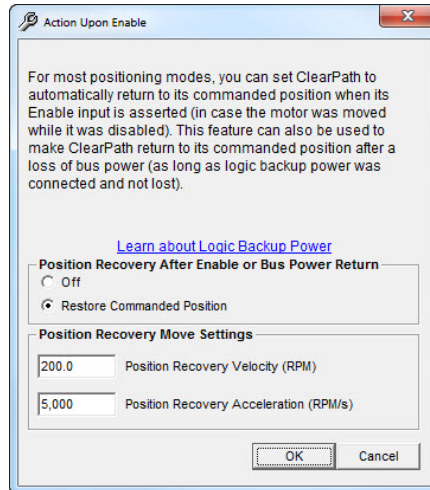 Action Upon Enable
For most positioning modes, you can set ClearPath to
automatically return to its commanded position when its
Enable input is asserted (in case the motor was moved
while it was disabled). This feature can also be used to
make ClearPath return to its commanded position after a
loss of bus power (as long as logic backup power was
connected and not lost).
Learn about Logic Backup Power
Position Recovery After Enable or Bus Power Return
Off
Restore Commanded Position
Position Recovery Move Settings
200.0 Position Recovery Velocity (RPM)
5,000 Position Recovery Acceleration (RPM/s)
OK Cancel